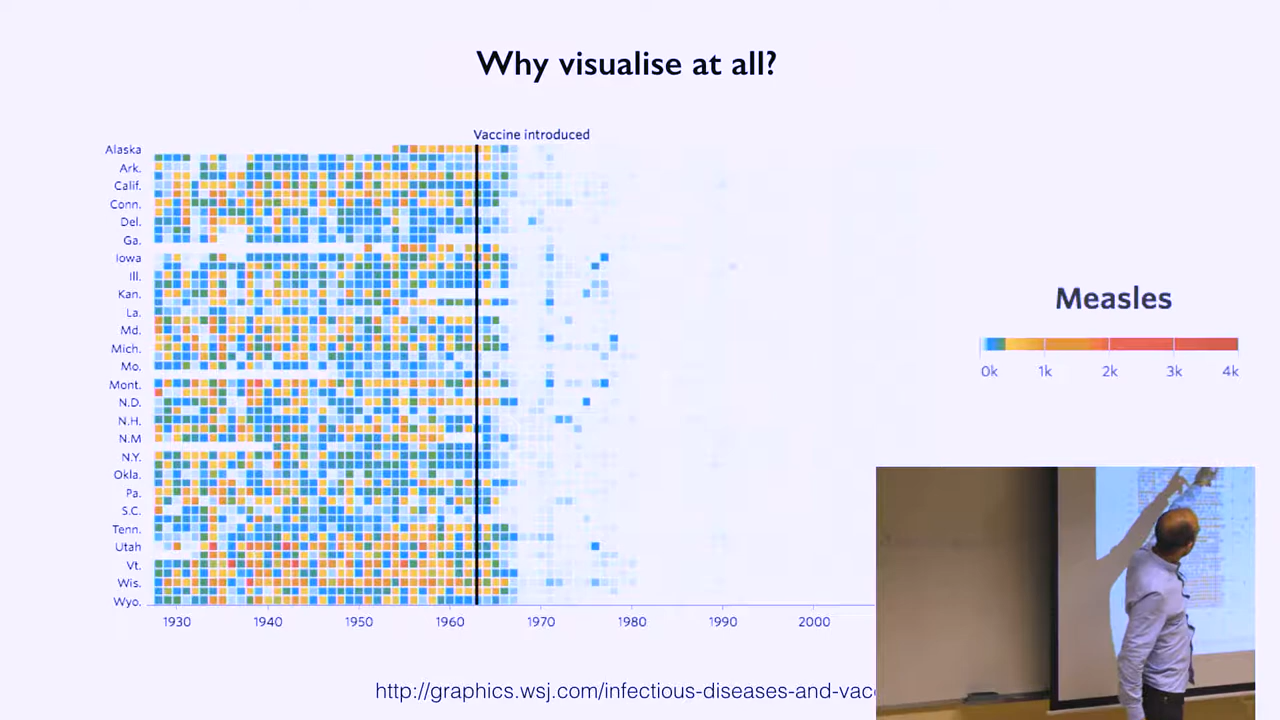 Why visualise at all?
Vaccine introduced
Alaska
Ark.
Calif.
Conn.
Del.
Ga.
Iowa
Ill.
Kan.
La.
Md.
Mich.
Mo.
Mont.
N.D.
N.H.
N.M
N.Y.
Okla.
Pa.
S.C.
Tenn.
Utah
Vt.
Wis.
Wyo.
1930 1940 1950 1960 1970 1980 1990 2000
Measles
0k 1k 2k 3k 4k
http://graphics.wsj.com/infectious-diseases-and-vacc